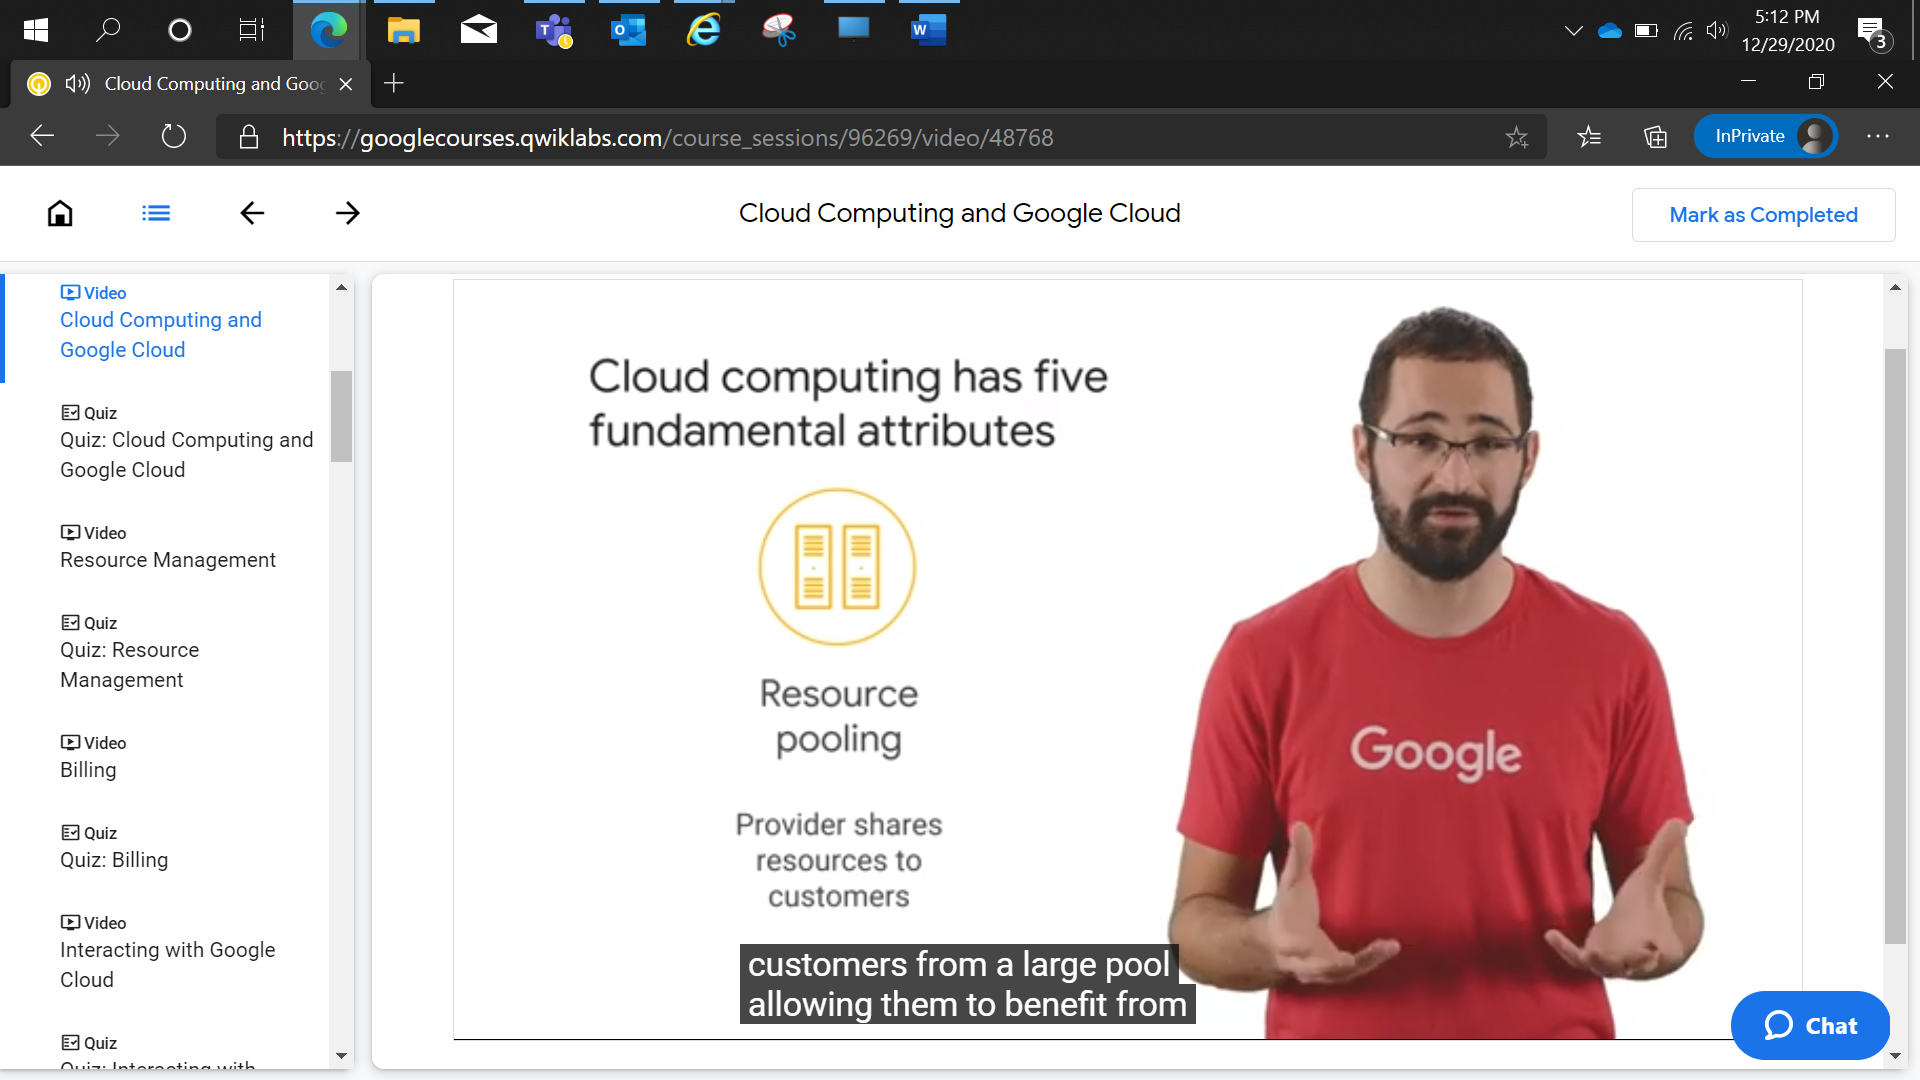 5:12 PM
12/29/2020
3
Cloud Computing and Goog
https://googlecourses.qwiklabs.com/course_sessions/96269/video/48768
InPrivate
Cloud Computing and Google Cloud
Mark as Completed
Video
Cloud Computing and
Google Cloud
Quiz
Quiz: Cloud Computing and
Google Cloud
Video
Resource Management
Quiz
Quiz: Resource
Management
Video
Billing
Quiz
Quiz: Billing
Video
Interacting with Google
Cloud
Quiz
Quiz: Interacting with
Cloud computing has five
fundamental attributes
Resource
pooling
Provider shares
resources to
customers
Google
customers from a large pool
allowing them to benefit from
Chat